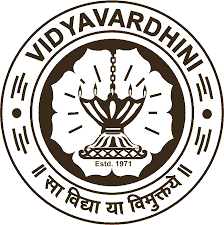 VIDYAVARDHINI
Estd. 1971
॥ सा विद्या या विमुक्तये ॥